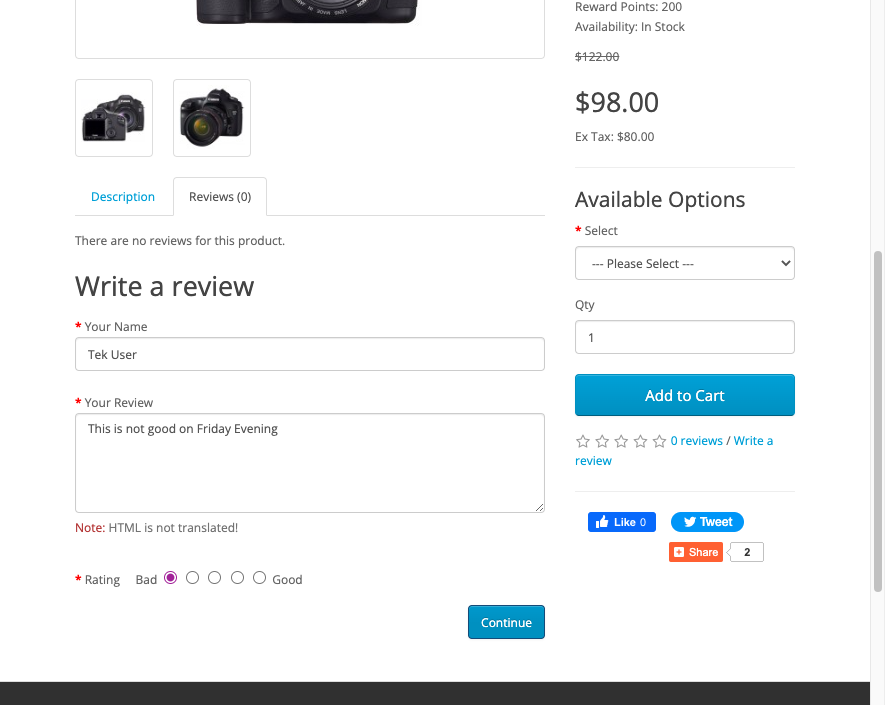 Reward Points: 200
Availability: In Stock
$122.00
$98.00
Ex Tax: $80.00
Description
Reviews (0)
There are no reviews for this product.
Write a review
* Your Name
Tek User
* Your Review
This is not good on Friday Evening
Note: HTML is not translated!
* Rating Bad Good
Continue
Available Options
* Select
--- Please Select ---
Qty
1
Add to Cart
0 reviews / Write a
review
Like 0
Tweet
Share 2